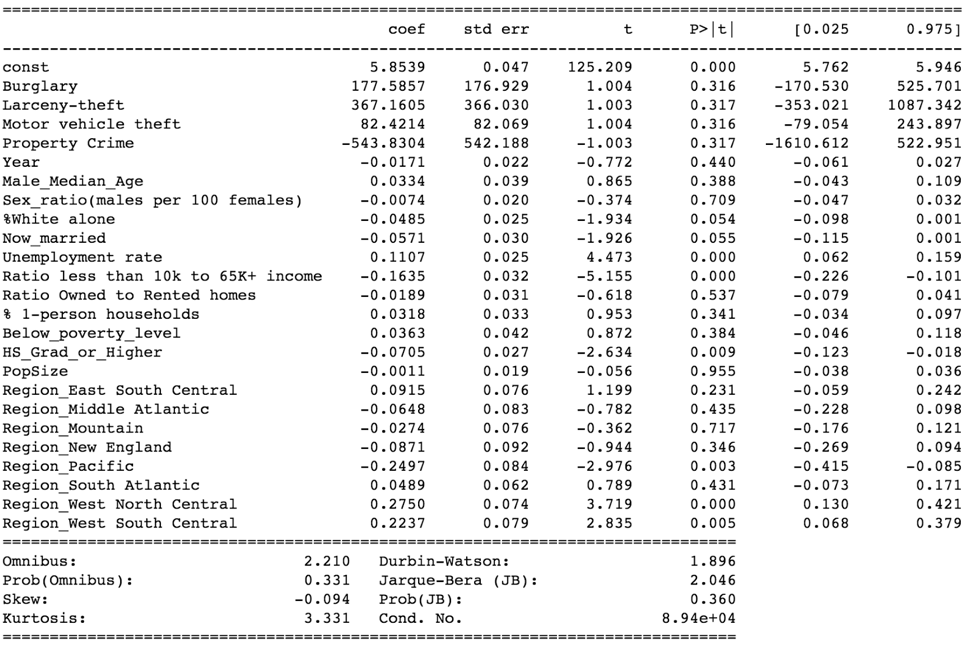 coef std err t P>|t| [0.025 0.975]
const 5.8539 0.047 125.209 0.000 5.762 5.946
Burglary 177.5857 176.929 1.004 0.316 -170.530 525.701
Larceny-theft 367.1605 366.030 1.003 0.317 -353.021 1087.342
Motor vehicle theft 82.4214 82.069 1.004 0.316 -79.054 243.897
Property Crime -543.8304 542.188 -1.003 0.317 -1610.612 522.951
Year -0.0171 0.022 -0.772 0.440 -0.061 0.027
Male_Median_Age 0.0334 0.039 0.865 0.388 -0.043 0.109
Sex_ratio(males per 100 females) -0.0074 0.020 -0.374 0.709 -0.047 0.032
%White alone -0.0485 0.025 -1.934 0.054 -0.098 0.001
Now_married -0.0571 0.030 -1.926 0.055 -0.115 0.001
Unemployment rate 0.1107 0.025 4.473 0.000 0.062 0.159
Ratio less than 10k to 65K+ income -0.1635 0.032 -5.155 0.000 -0.226 -0.101
Ratio Owned to Rented homes -0.0189 0.031 -0.618 0.537 -0.079 0.041
% 1-person households 0.0318 0.033 0.953 0.341 -0.034 0.097
Below_poverty_level 0.0363 0.042 0.872 0.384 -0.046 0.118
HS_Grad_or_Higher -0.0705 0.027 -2.634 0.009 -0.123 -0.018
PopSize -0.0011 0.019 -0.056 0.955 -0.038 0.036
Region_East South Central 0.0915 0.076 1.199 0.231 -0.059 0.242
Region_Middle Atlantic -0.0648 0.083 -0.782 0.435 -0.228 0.098
Region_Mountain -0.0274 0.076 -0.362 0.717 -0.176 0.121
Region_New England -0.0871 0.092 -0.944 0.346 -0.269 0.094
Region_Pacific -0.2497 0.084 -2.976 0.003 -0.415 -0.085
Region_South Atlantic 0.0489 0.062 0.789 0.431 -0.073 0.171
Region_West North Central 0.2750 0.074 3.719 0.000 0.130 0.421
Region_West South Central 0.2237 0.079 2.835 0.005 0.068 0.379
Omnibus: 2.210 Durbin-Watson: 1.896
Prob(Omnibus): 0.331 Jarque-Bera (JB): 2.046
Skew: -0.094 Prob(JB): 0.360
Kurtosis: 3.331 Cond. No. 8.94e+04